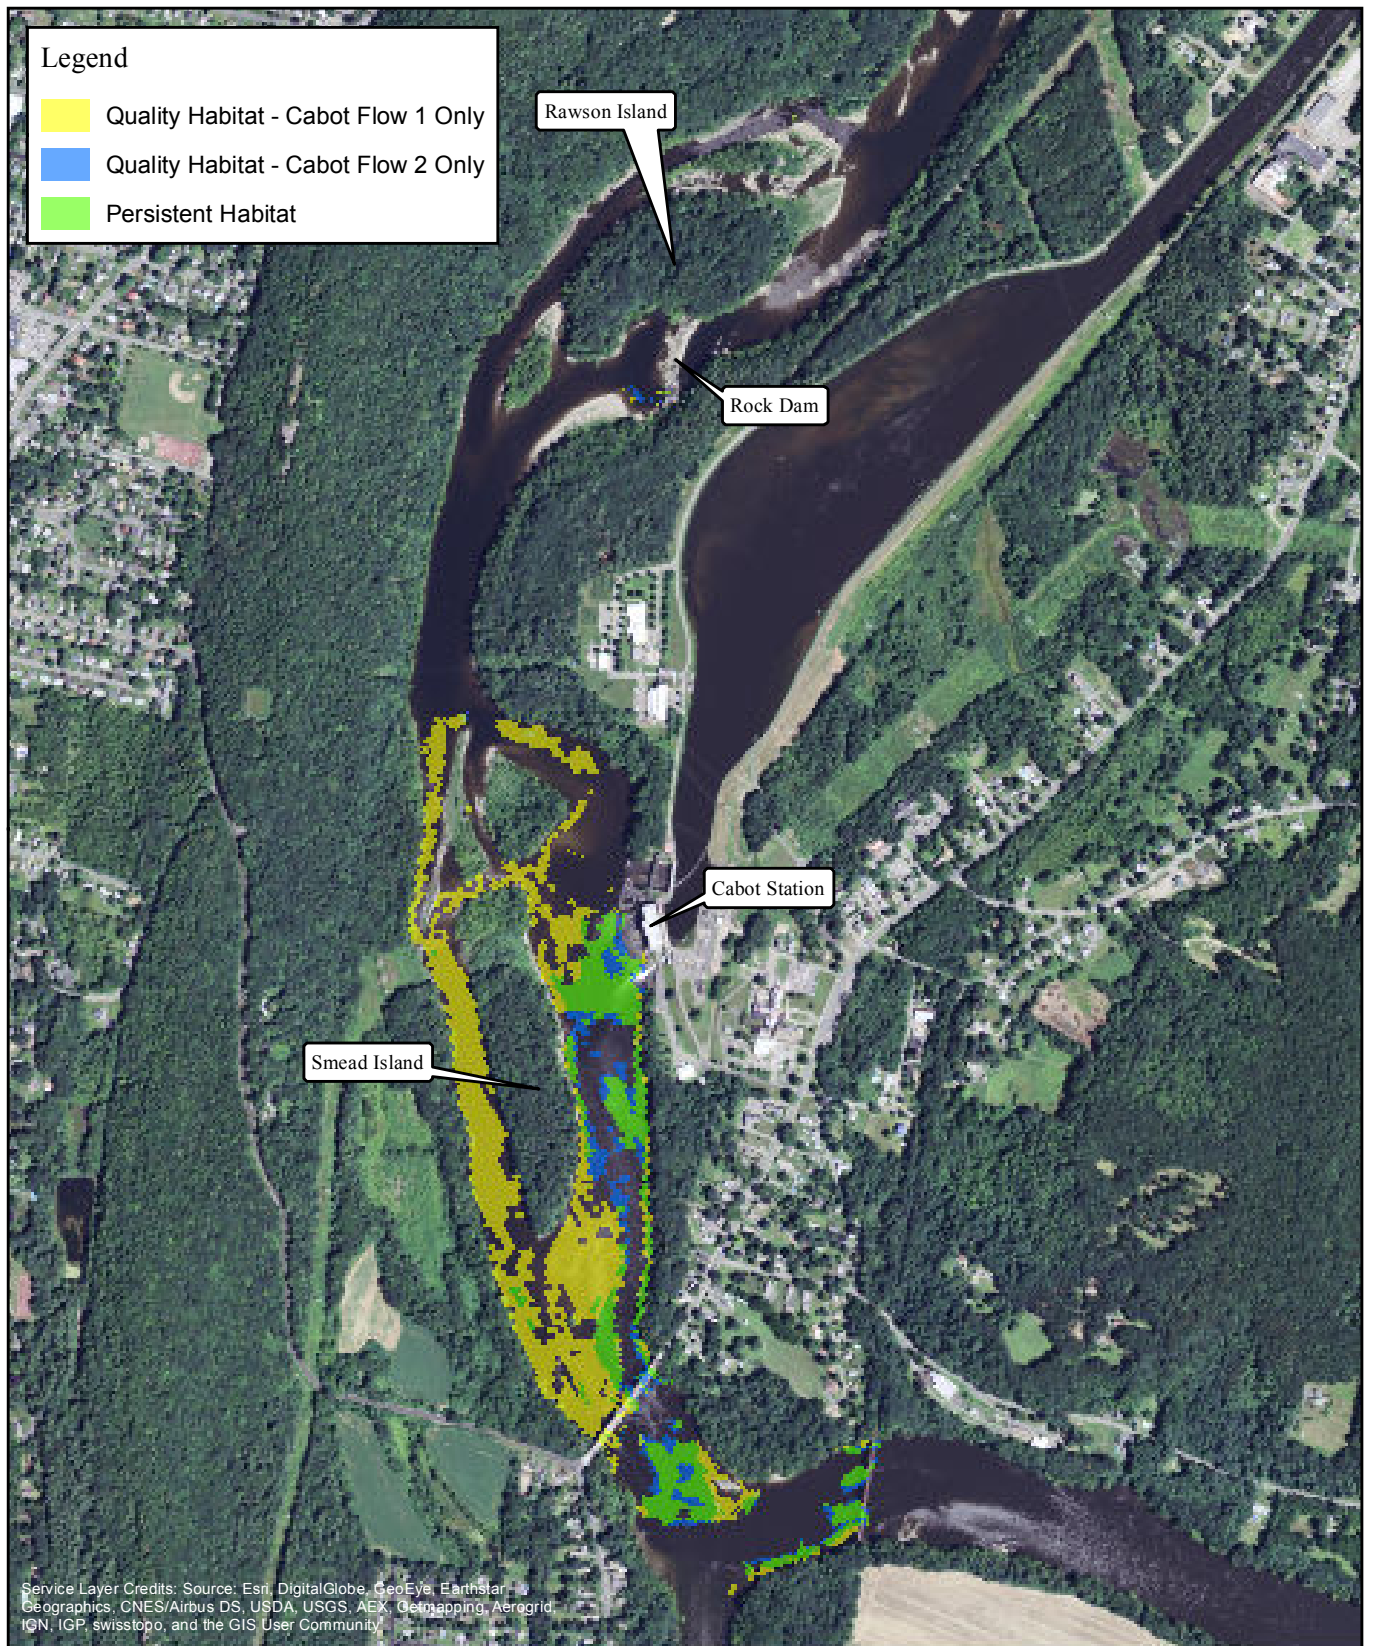 Legend
Quality Habitat - Cabot Flow 1 Only
Quality Habitat - Cabot Flow 2 Only
Persistent Habitat
Rawson Island
Rock Dam
Cabot Station
Smead Island
Service Layer Credits: Source: Esri, DigitalGlobe, GeoEye, Earthstar
Geographics, CNES/Airbus DS, USDA, USGS, AEX, Getmapping, Aerogrid,
IGN, IGP, swisstopo, and the GIS User Community